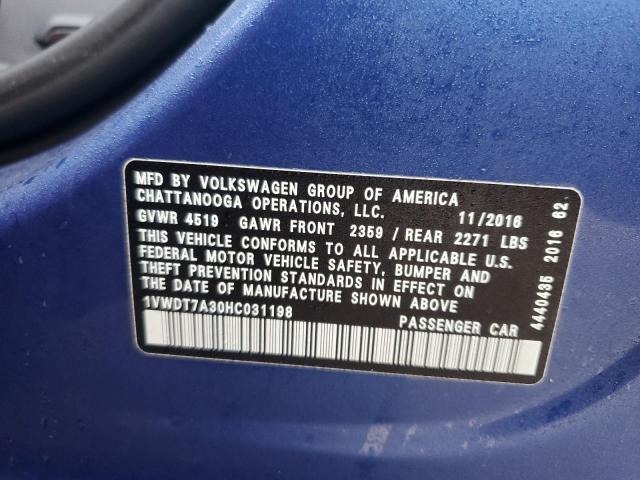 MFD BY VOLKSWAGEN GROUP OF AMERICA
CHATTANOOGA OPERATIONS, LLC. 11/2016
GVWR 4519 GAWR FRONT 2359 / REAR 2271 LBS
THIS VEHICLE CONFORMS TO ALL APPLICABLE U.S.
FEDERAL MOTOR VEHICLE SAFETY, BUMPER AND
THEFT PREVENTION STANDARDS IN EFFECT ON
THE DATE OF MANUFACTURE SHOWN ABOVE
1VWDT7A30HC031198 PASSENGER CAR
4440435 2016 62.